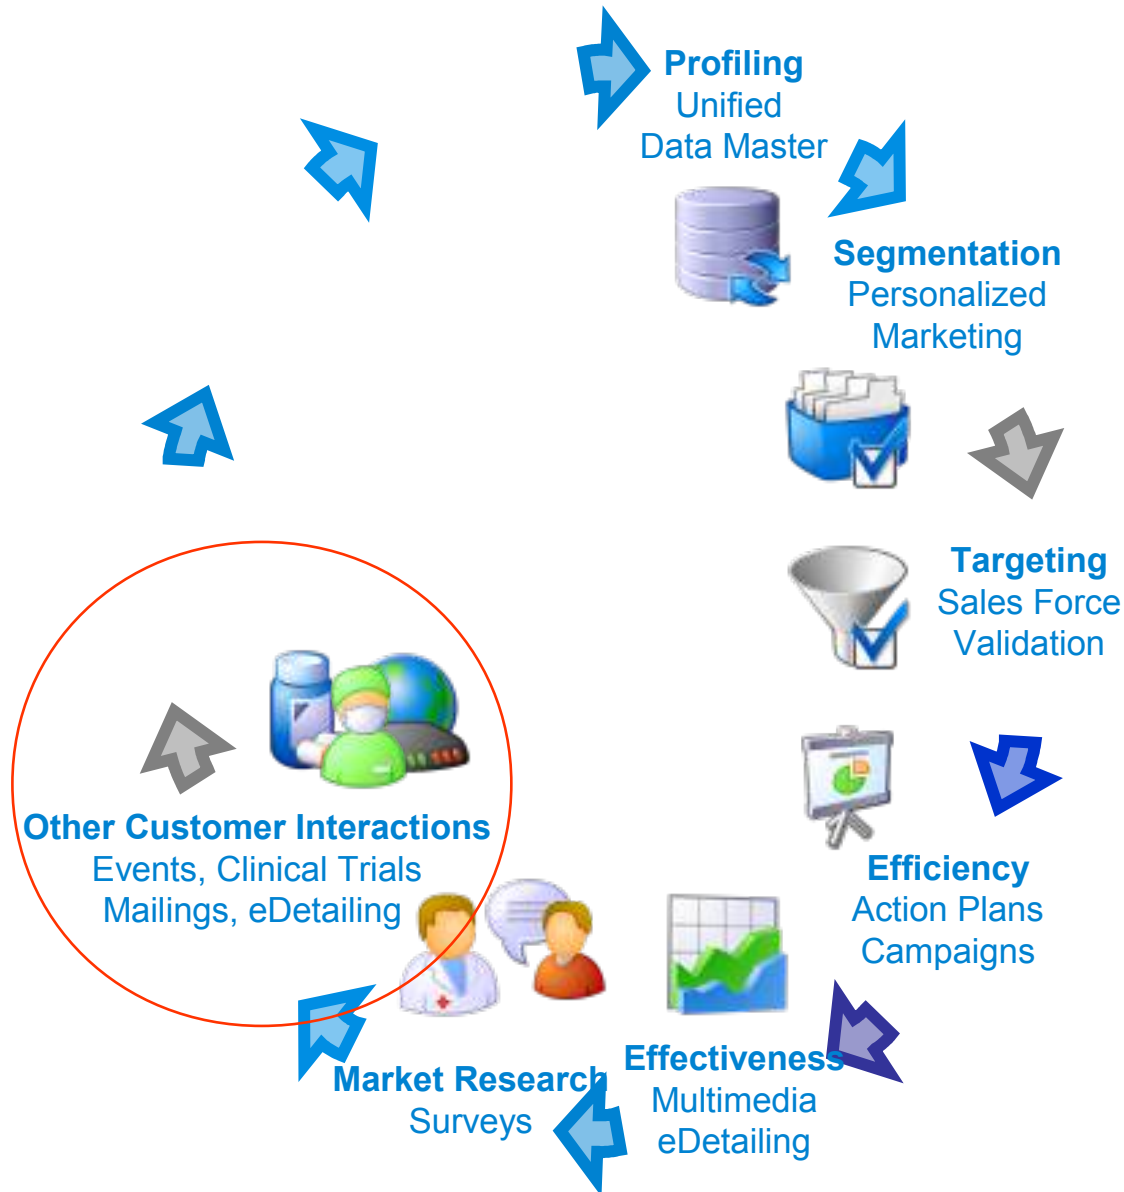 Profiling
Unified
Data Master
Segmentation
Personalized
Marketing
Targeting
Sales Force
Validation
Efficiency
Action Plans
Campaigns
Effectiveness
Multimedia
eDetailing
Market Research
Surveys
Other Customer Interactions
Events, Clinical Trials
Mailings, eDetailing